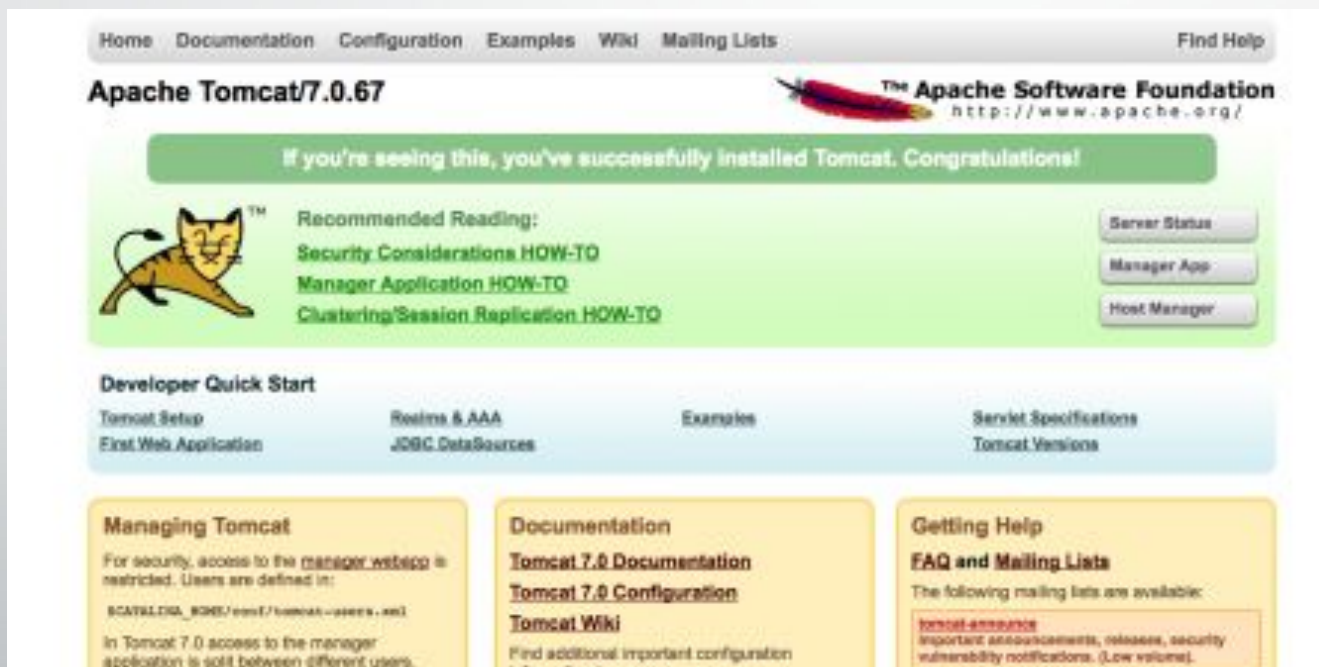 Home Documentation Configuration Examples Wiki Mailing Lists Find Help
Apache Tomcat/7.0.67
The Apache Software Foundation
http://www.apache.org/
If you're seeing this, you've successfully installed Tomcat. Congratulations!
TM
Recommended Reading:
Security Considerations HOW-TO
Manager Application HOW-TO
Clustering/Session Replication HOW-TO
Server Status
Manager App
Host Manager
Developer Quick Start
Tomcat Setup
First Web Application
Realms & AAA
JDBC DataSources
Examples
Servlet Specifications
Tomcat Versions
Managing Tomcat
For security, access to the manager webapp is
restricted. Users are defined in:
$CATALINA_HOME/conf/tomcat-users.xml
In Tomcat 7.0 access to the manager
application is split between different users.
Documentation
Tomcat 7.0 Documentation
Tomcat 7.0 Configuration
Tomcat Wiki
Find additional important configuration
Getting Help
FAQ and Mailing Lists
The following mailing lists are available:
tomcat-announce
Important announcements, releases, security
vulnerability notifications. (Low volume).